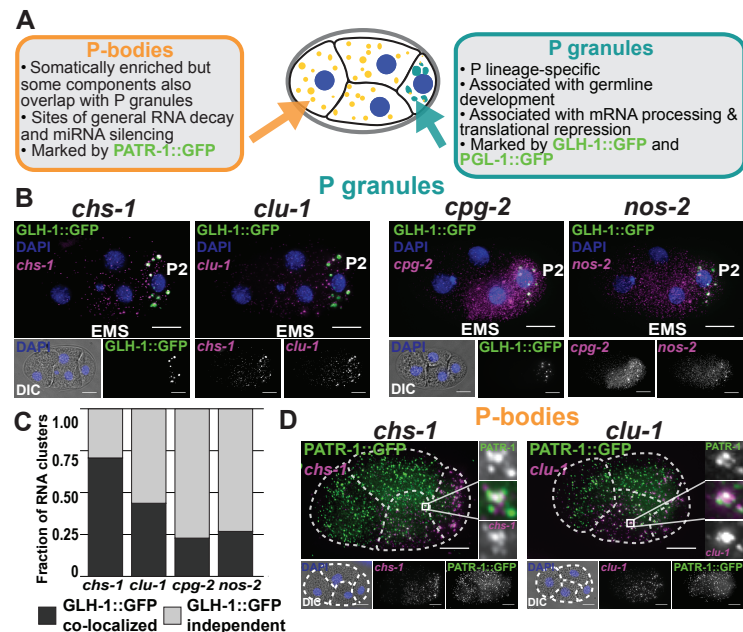 A
P-bodies
• Somatically enriched but
some components also
overlap with P granules
• Sites of general RNA decay
and miRNA silencing
• Marked by PATR-1::GFP
P granules
• P lineage-specific
• Associated with germline
development
• Associated with mRNA processing &
translational repression
• Marked by GLH-1::GFP and
PGL-1::GFP
B
P granules
chs-1
clu-1
cpg-2
nos-2
GLH-1::GFP
DAPI
chs-1
P2
EMS
GLH-1::GFP
DAPI
clu-1
P2
EMS
GLH-1::GFP
DAPI
cpg-2
P2
EMS
GLH-1::GFP
DAPI
nos-2
P2
EMS
DAPI
DIC
GLH-1::GFP
chs-1
clu-1
DAPI
DIC
GLH-1::GFP
cpg-2
nos-2
C
Fraction of RNA clusters
1.00
0.75
0.50
0.25
0
chs-1
clu-1
cpg-2
nos-2
GLH-1::GFP
co-localized
GLH-1::GFP
independent
D
P-bodies
chs-1
clu-1
PATR-1::GFP
chs-1
PATR-1
chs-1
PATR-1::GFP
clu-1
PATR-1
clu-1
DAPI
DIC
chs-1
PATR-1::GFP
DAPI
DIC
clu-1
PATR-1::GFP